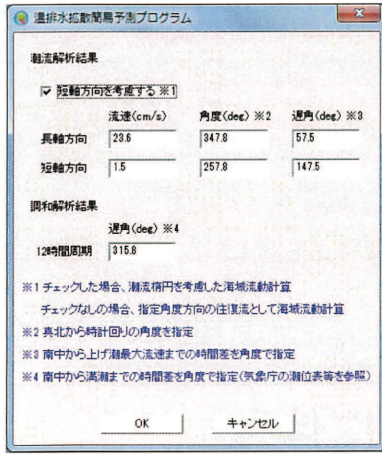 温排水拡散簡易予測プログラム
潮流解析結果
短軸方向を考慮する ※1
流速(cm/s) 角度(deg) ※2 遅角(deg) ※3
長軸方向 23.6 347.8 57.5
短軸方向 1.5 257.8 147.5
調和解析結果
遅角(deg) ※4
12時間周期 315.8
※1 チェックした場合、潮流楕円を考慮した海域流動計算
チェックなしの場合、指定角度方向の往復流として海域流動計算
※2 真北から時計回りの角度を指定
※3 南中から上げ潮最大流速までの時間差を角度で指定
※4 南中から満潮までの時間差を角度で指定(気象庁の潮位表等を参照)
OK キャンセル